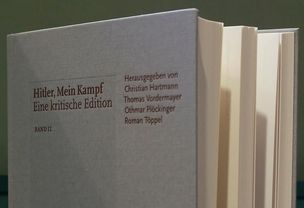 Hitler, Mein Kampf
Eine kritische Edition
BAND II
Herausgegeben von
Christian Hartmann
Thomas Vordermayer
Othmar Plöckinger
Roman Töppel